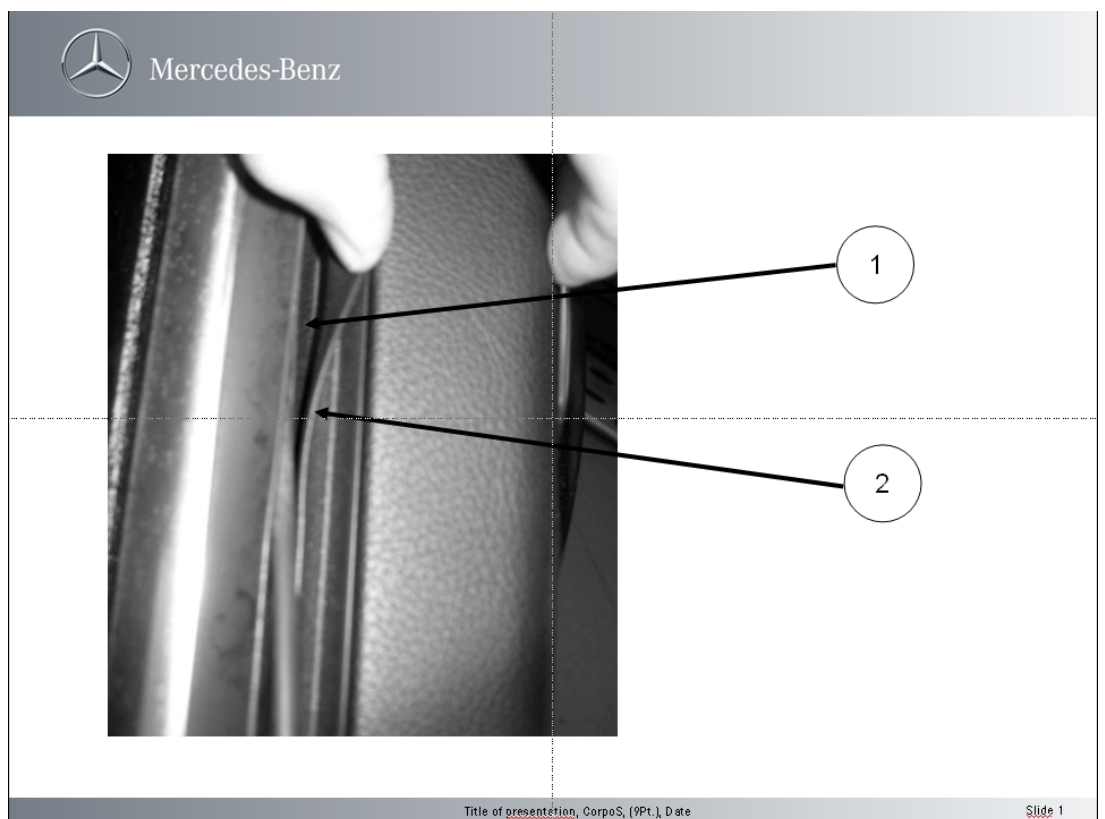 Mercedes-Benz
1
2
Title of presentation, CorpoS, (9Pt.), Date
Slide 1